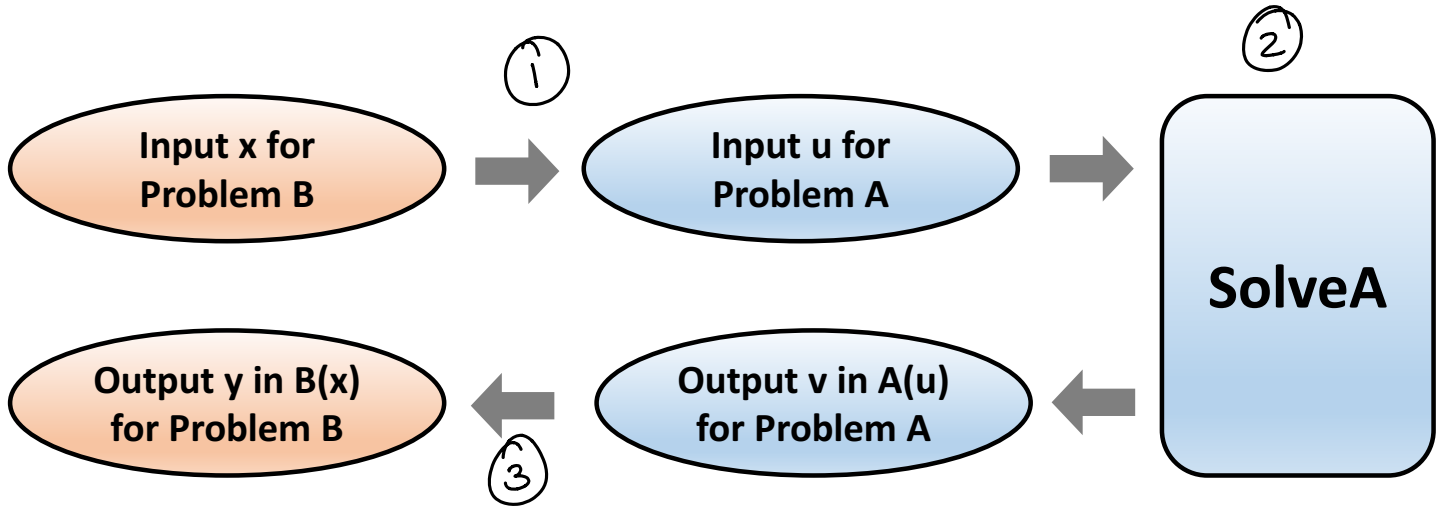 1
2
Input x for
Problem B
Input u for
Problem A
SolveA
Output y in B(x)
for Problem B
Output v in A(u)
for Problem A
3